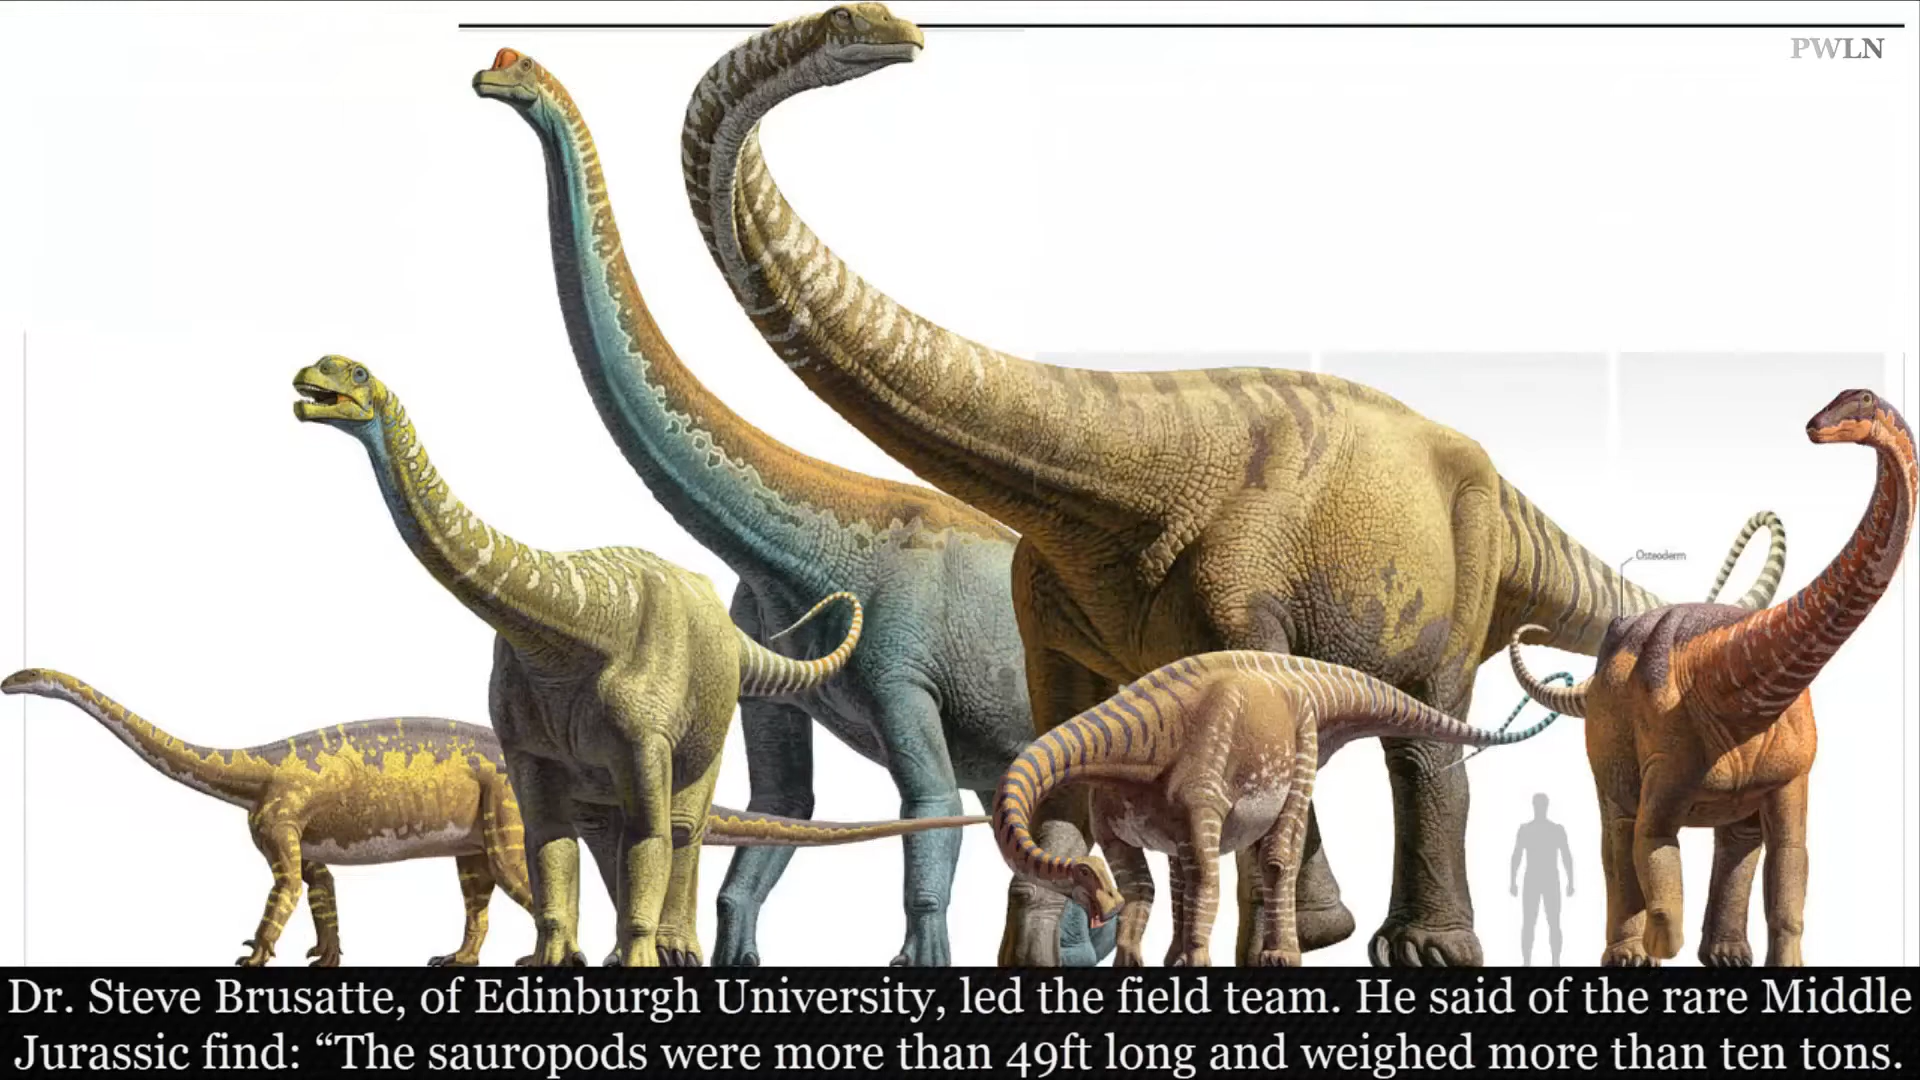 PWLN
Osteoderm
Dr. Steve Brusatte, of Edinburgh University, led the field team. He said of the rare Middle
Jurassic find: “The sauropods were more than 49ft long and weighed more than ten tons.